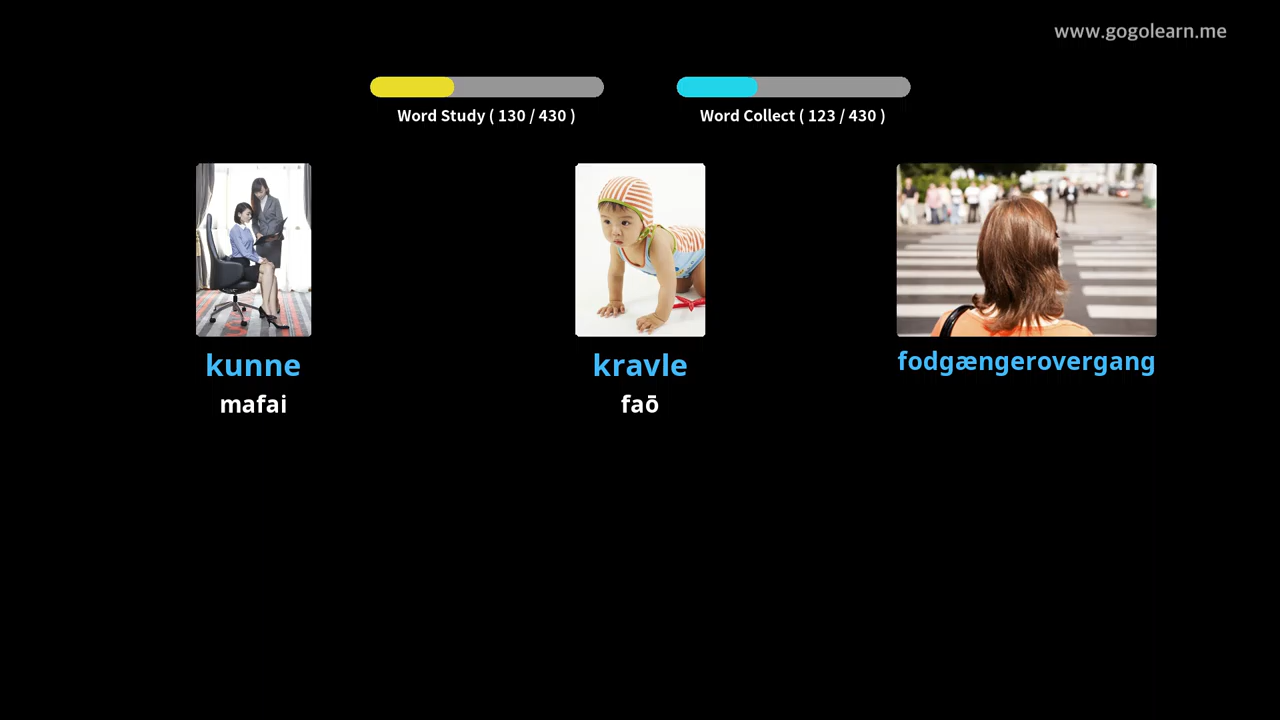 www.gogolearn.me
Word Study ( 130 / 430 )
Word Collect ( 123 / 430 )
kunne
mafai
kravle
faō
fodgængerovergang